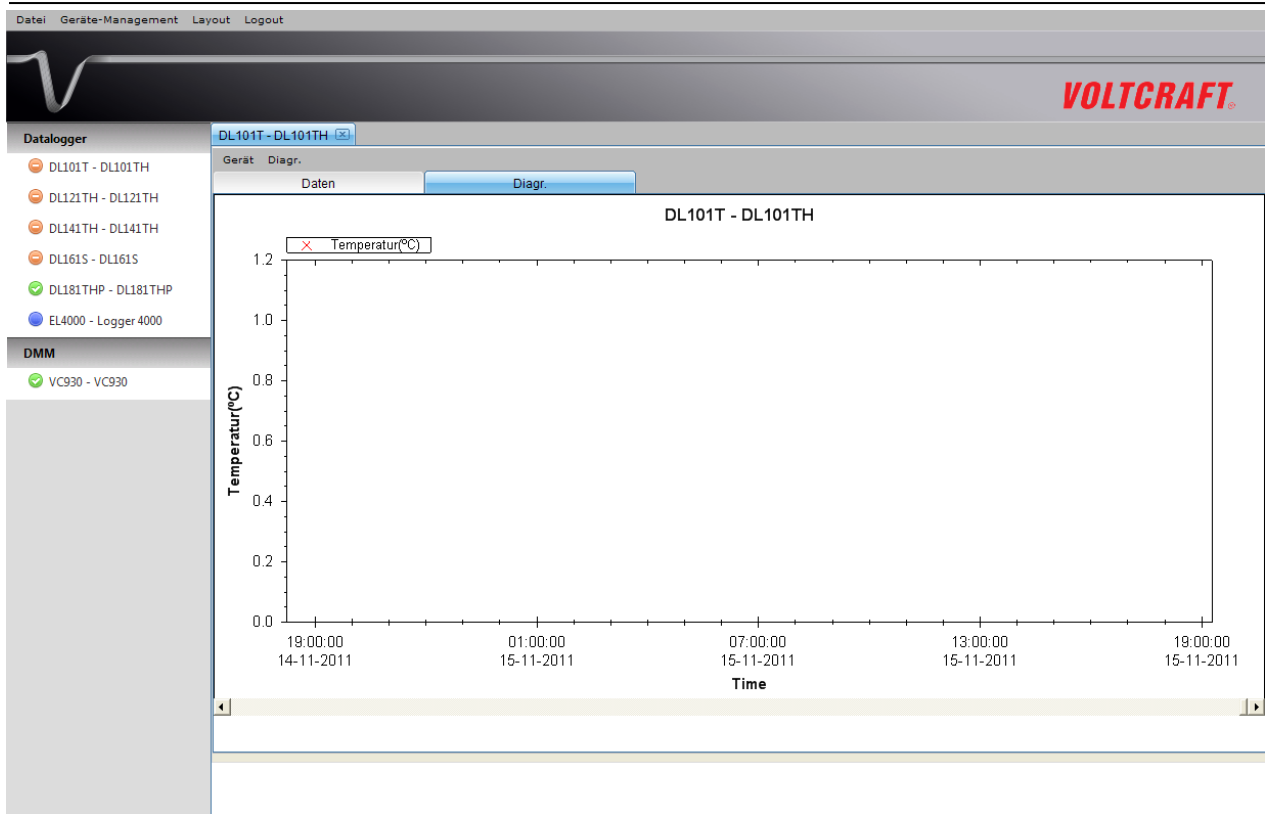 Datei Geräte-Management Layout Logout
VOLTCRAFT®
Datalogger
DL101T - DL101TH
DL121TH - DL121TH
DL141TH - DL141TH
DL161S - DL161S
DL181THP - DL181THP
EL4000 - Logger 4000
DMM
VC930 - VC930
DL101T - DL101TH
Gerät Diagr.
Daten Diagr.
DL101T - DL101TH
Temperatur(ºC)
1.2
1.0
0.8
0.6
0.4
0.2
0.0
Temperatur(ºC)
19:00:00 01:00:00 07:00:00 13:00:00 19:00:00
14-11-2011 15-11-2011 15-11-2011 15-11-2011 15-11-2011
Time